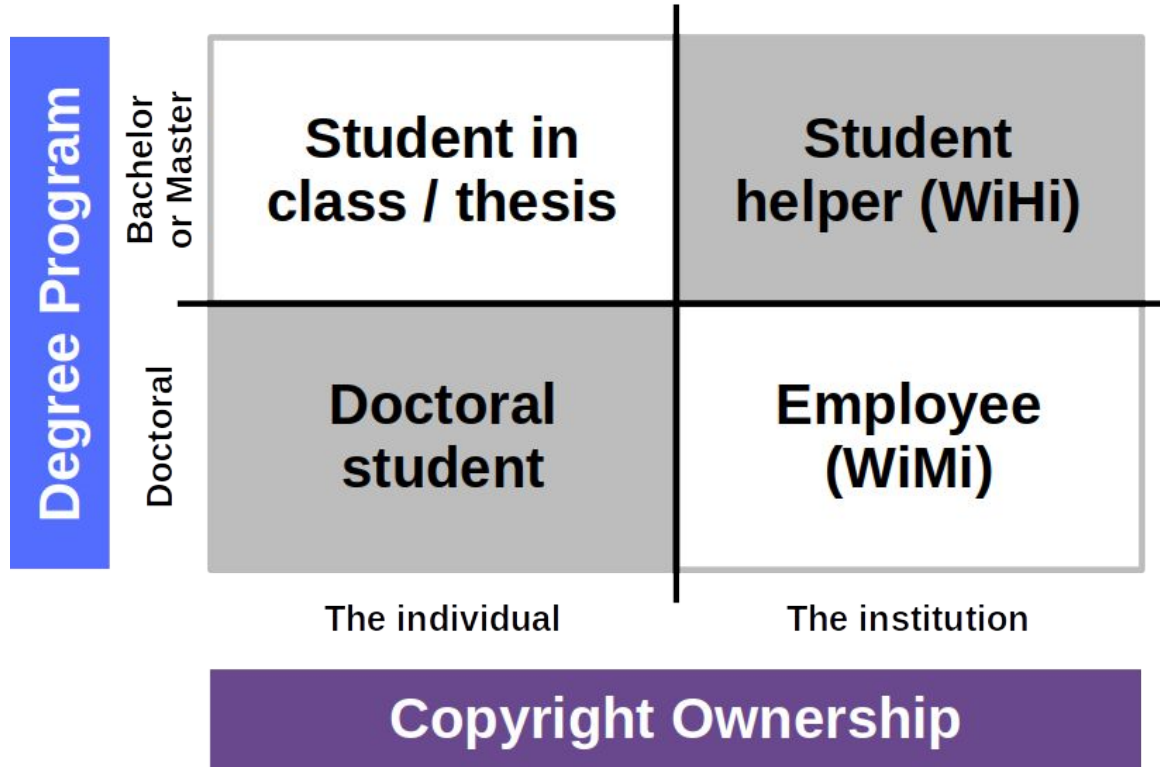 Degree Program
Bachelor
or Master
Student in
class / thesis
Student
helper (WiHi)
Doctoral
Doctoral
student
Employee
(WiMi)
The individual
The institution
Copyright Ownership